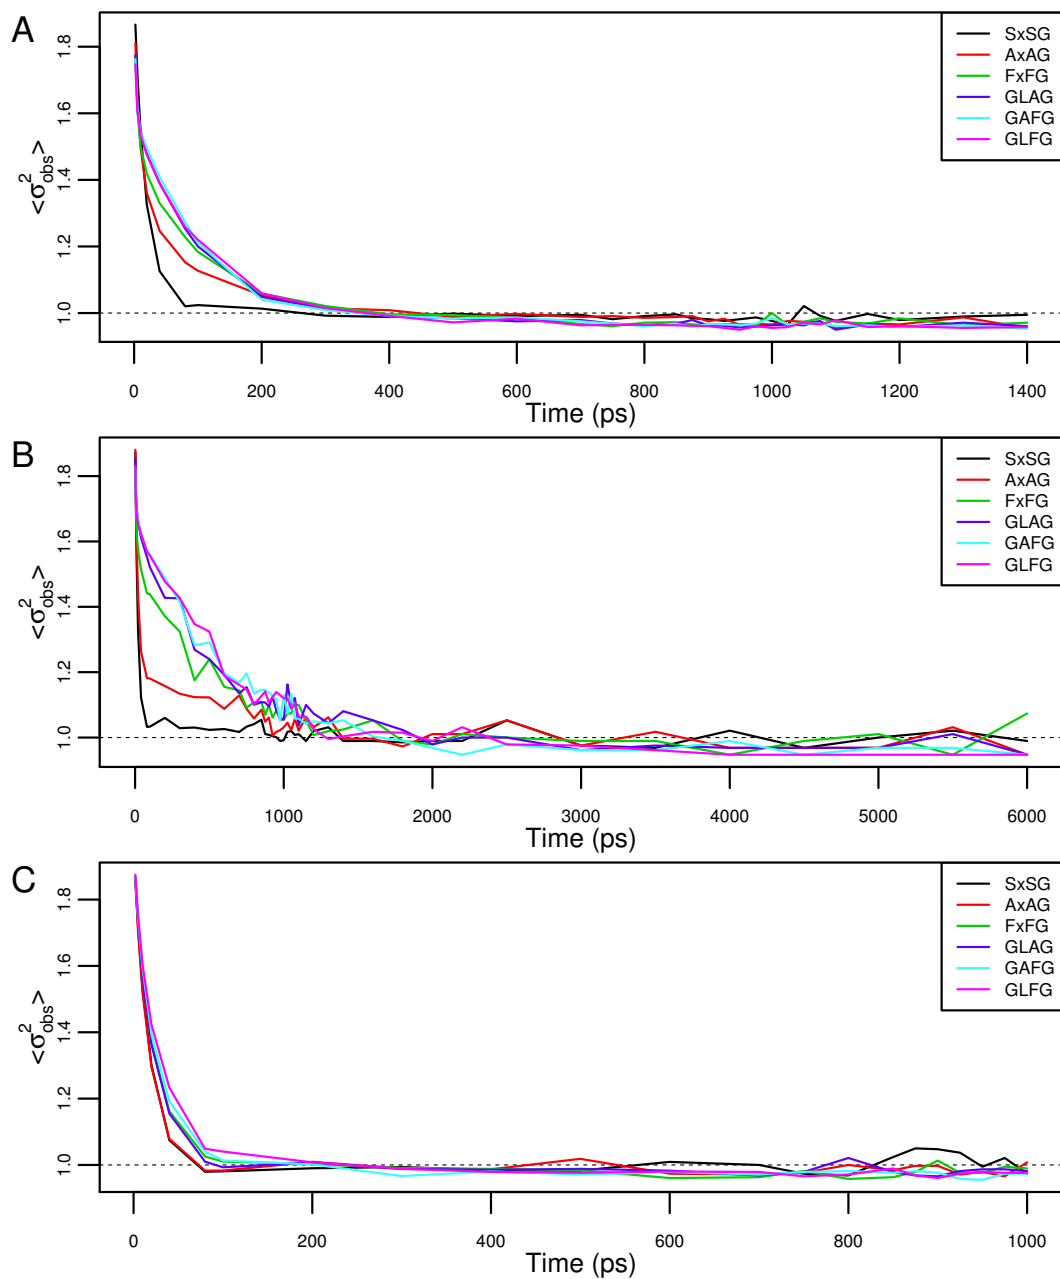 A
<σ²obs>
1.0 1.2 1.4 1.6 1.8
SxSG
AxAG
FxFG
GLAG
GAFG
GLFG
0 200 400 600 800 1000 1200 1400
Time (ps)
B
<σ²obs>
1.0 1.2 1.4 1.6 1.8
SxSG
AxAG
FxFG
GLAG
GAFG
GLFG
0 1000 2000 3000 4000 5000 6000
Time (ps)
C
<σ²obs>
1.0 1.2 1.4 1.6 1.8
SxSG
AxAG
FxFG
GLAG
GAFG
GLFG
0 200 400 600 800 1000
Time (ps)